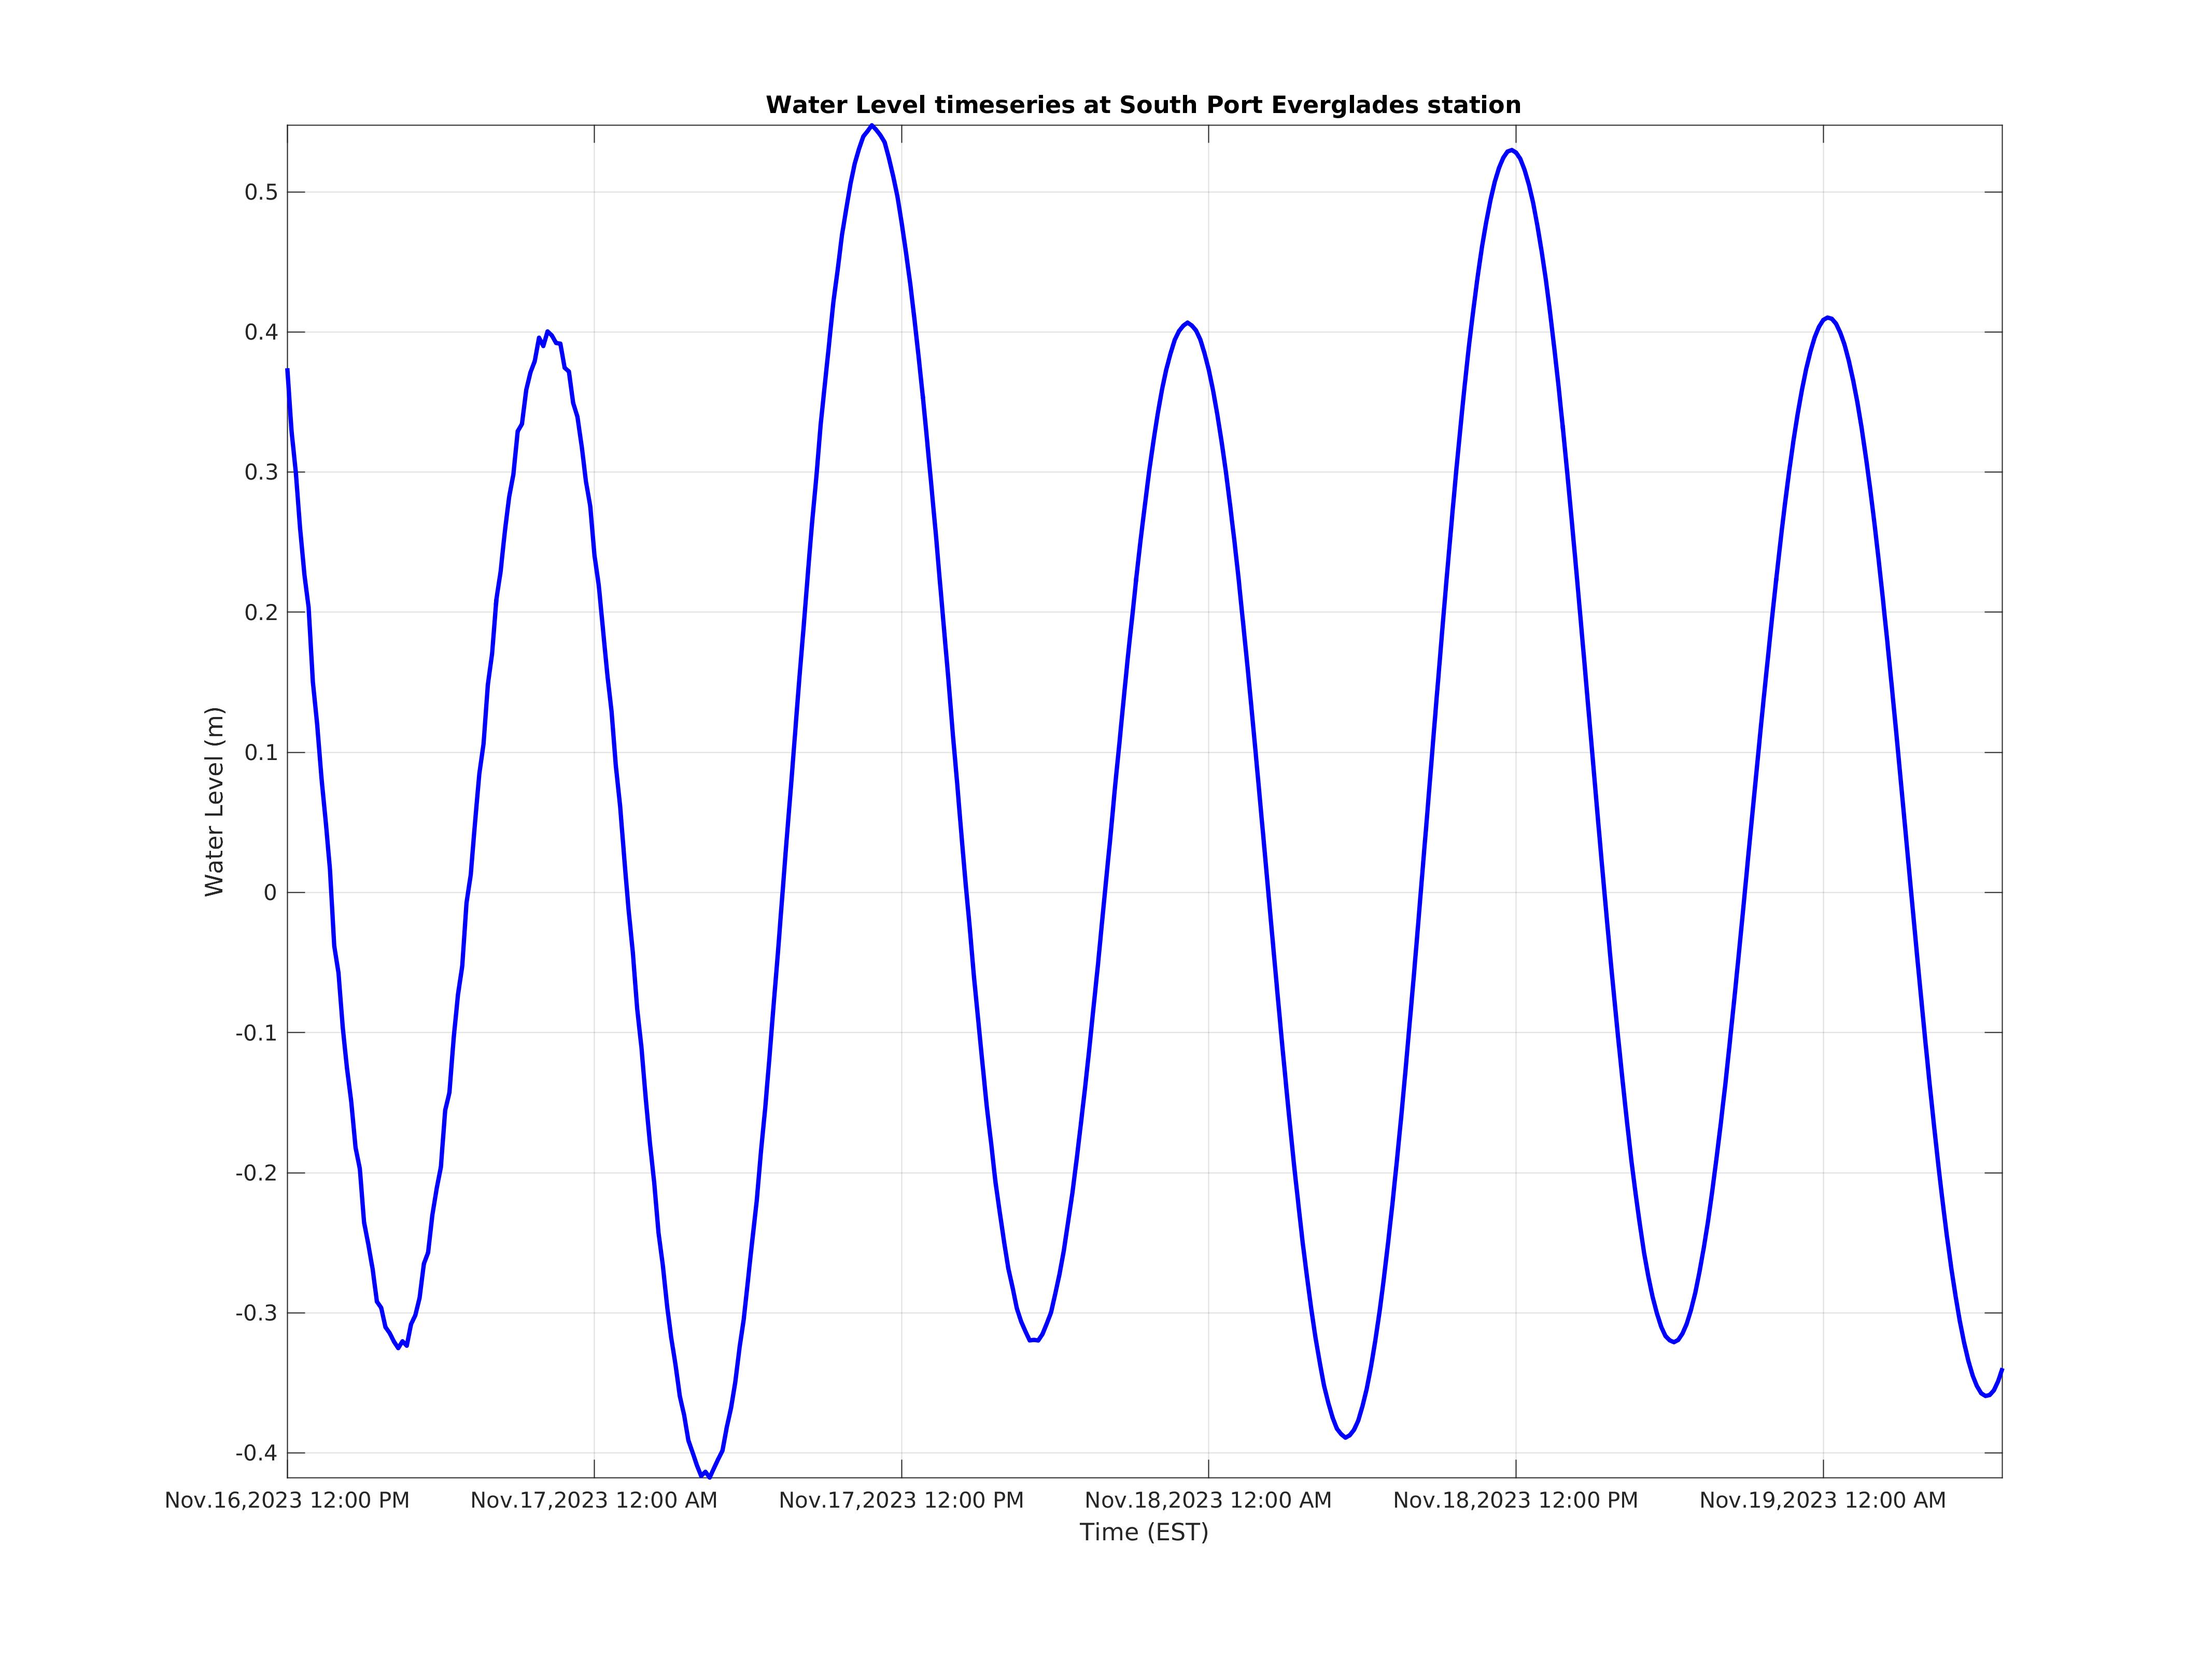 Water Level timeseries at South Port Everglades station
0.5
0.4
0.3
0.2
0.1
0
-0.1
-0.2
-0.3
-0.4
Water Level (m)
Nov.16,2023 12:00 PM Nov.17,2023 12:00 AM Nov.17,2023 12:00 PM Nov.18,2023 12:00 AM Nov.18,2023 12:00 PM Nov.19,2023 12:00 AM
Time (EST)